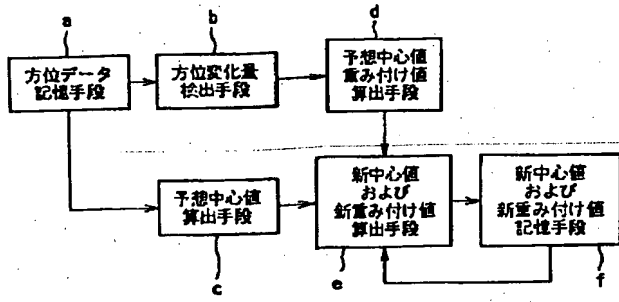 a
方位データ
記憶手段
b
方位変化量
検出手段
d
予想中心値
重み付け値
算出手段
予想中心値
算出手段
c
新中心値
および
新重み付け値
算出手段
e
新中心値
および
新重み付け値
記憶手段
f